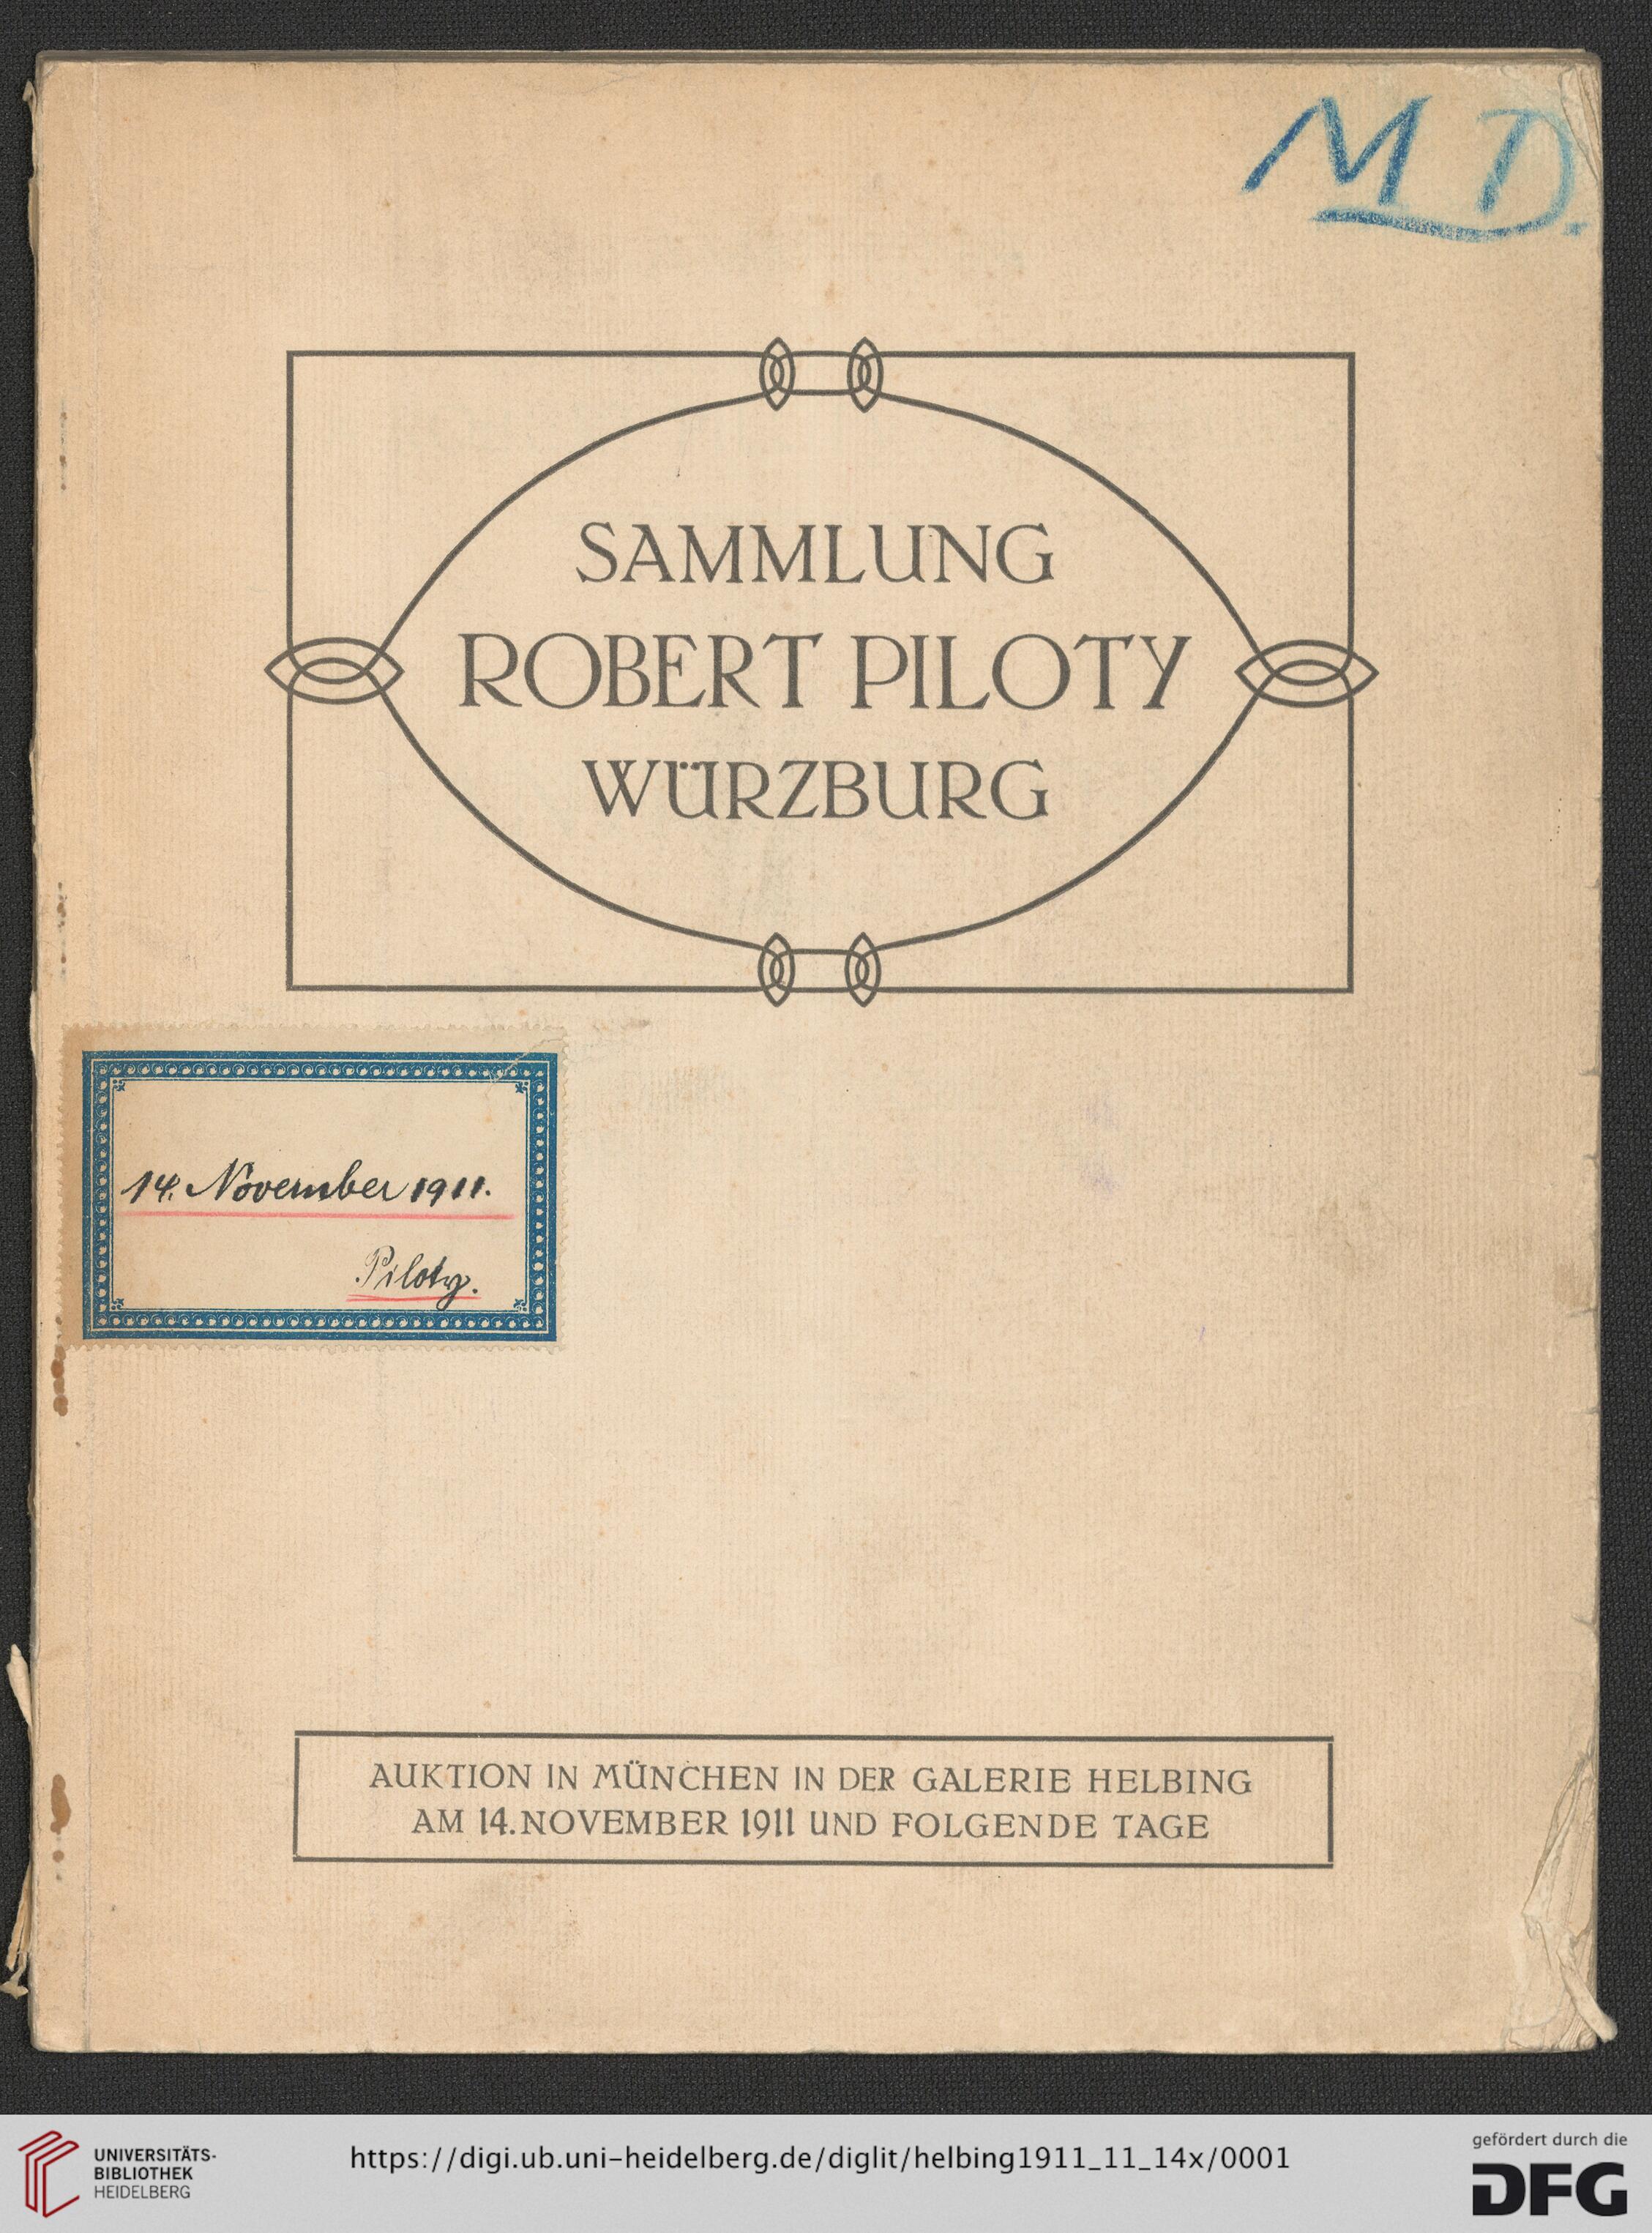 M D.
SAMMLUNG
ROBERT PILOTY
WÜRZBURG
14. November 1911.
Piloty.
AUKTION IN MÜNCHEN IN DER GALERIE HELBING
AM 14. NOVEMBER 1911 UND FOLGENDE TAGE
UNIVERSITÄTS-
BIBLIOTHEK
HEIDELBERG
https://digi.ub.uni-heidelberg.de/diglit/helbing1911_11_14x/0001
gefördert durch die
DFG